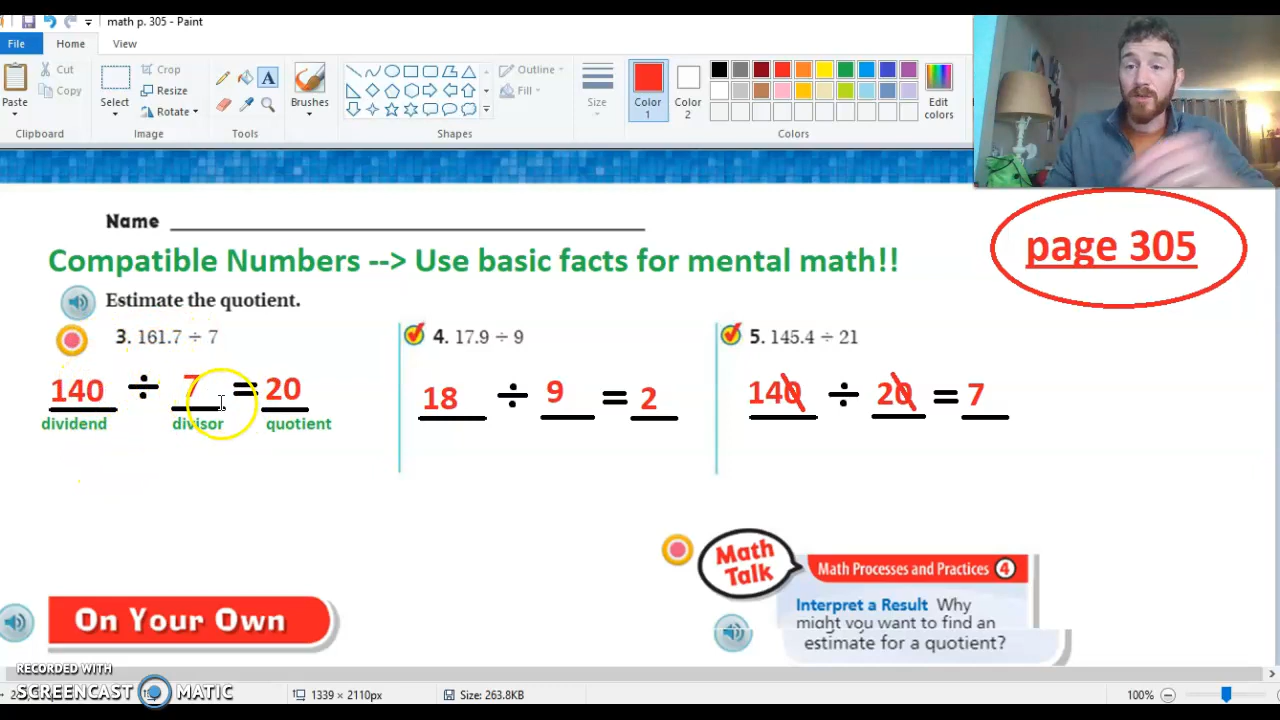 math p. 305 - Paint
File Home View
Paste
Cut
Copy
Clipboard
Select
Crop
Resize
Rotate
Image
A
Tools
Brushes
Shapes
Outline
Fill
Size
Color 1
Color 2
Colors
Edit colors
Name
page 305
Compatible Numbers --> Use basic facts for mental math!!
Estimate the quotient.
3. 161.7 ÷ 7
140 ÷ 7 = 20
dividend divisor quotient
4. 17.9 ÷ 9
18 ÷ 9 = 2
5. 145.4 ÷ 21
140 ÷ 20 = 7
Math Talk
Math Processes and Practices 4
Interpret a Result Why
might you want to find an
estimate for a quotient?
On Your Own
RECORDED WITH
SCREENCAST MATIC
1339 × 2110px
Size: 263.8KB
100%